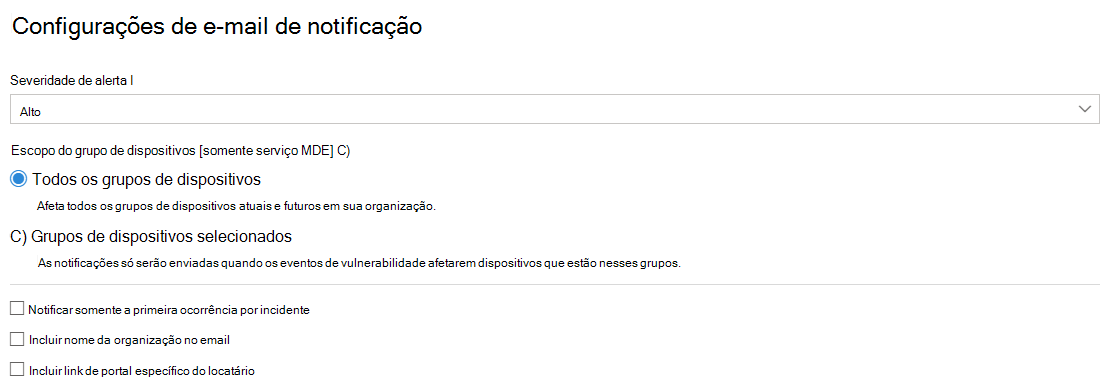 Configurações de e-mail de notificação
Severidade de alerta I
Alto
Escopo do grupo de dispositivos [somente serviço MDE] C)
Todos os grupos de dispositivos
Afeta todos os grupos de dispositivos atuais e futuros em sua organização.
C) Grupos de dispositivos selecionados
As notificações só serão enviadas quando os eventos de vulnerabilidade afetarem dispositivos que estão nesses grupos.
Notificar somente a primeira ocorrência por incidente
Incluir nome da organização no email
Incluir link de portal específico do locatário